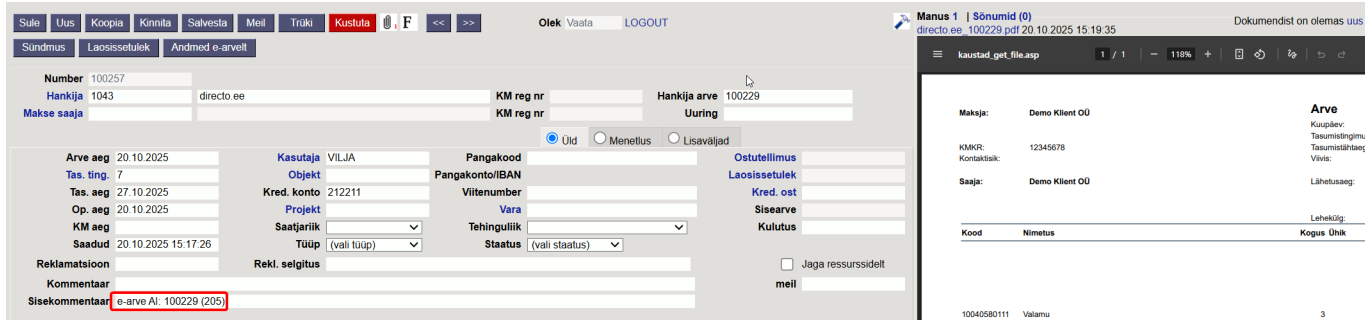 Sule Uus Koopia Kinnita Salvesta Meil Trüki Kustuta F << >> Olek Vaata LOGOUT
Sündmus Laosissetulek Andmed e-arvelt
Number 100257
Hankija 1043 directo.ee KM reg nr Hankija arve 100229
Makse saaja KM reg nr Uuring
Üld Menetlus Lisaväljad
Arve aeg 20.10.2025 Kasutaja VILJA Pangakood Ostutellimus
Tas. ting. 7 Objekt Pangakonto/IBAN Laosissetulek
Tas. aeg 27.10.2025 Kred. konto 212211 Viitenumber Kred. ost
Op. aeg 20.10.2025 Projekt Vara Sisearve
KM aeg Saatjariik Tehinguliik Kulutus
Saadud 20.10.2025 15:17:26 Tüüp (vali tüüp) Staatus (vali staatus)
Reklamatsioon Rekl. selgitus Jaga ressurssidelt
Kommentaar meil
Sisekommentaar e-arve AI: 100229 (205)
Manus 1 | Sõnumid (0) Dokumendist on olemas uus
directo.ee_100229.pdf 20.10.2025 15:19:35
kaustad_get_file.asp 1 / 1 − 118% +
Maksja: Demo Klient OÜ Arve
Kuupäev:
Tasumistingimu
KMKR: 12345678 Tasumistähtaeg
Kontaktisik: Viivis:
Saaja: Demo Klient OÜ Lähetusaeg:
Lehekülg:
Kood Nimetus Kogus Ühik
10040580111 Valamu 3